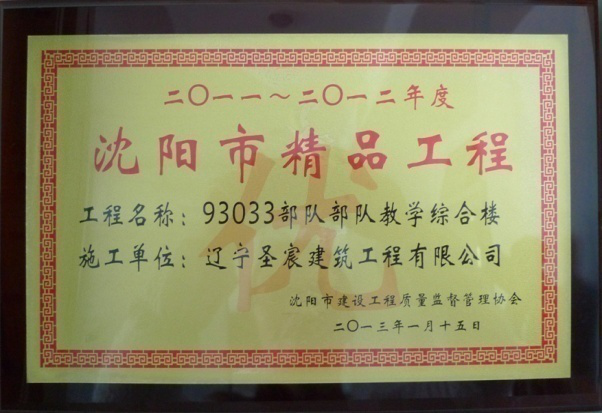 二〇一一～二〇一二年度
沈阳市精品工程
工程名称：93033部队部队教学综合楼
施工单位：辽宁圣宸建筑工程有限公司
优
沈阳市建设工程质量监督管理协会
二〇一三年一月十五日